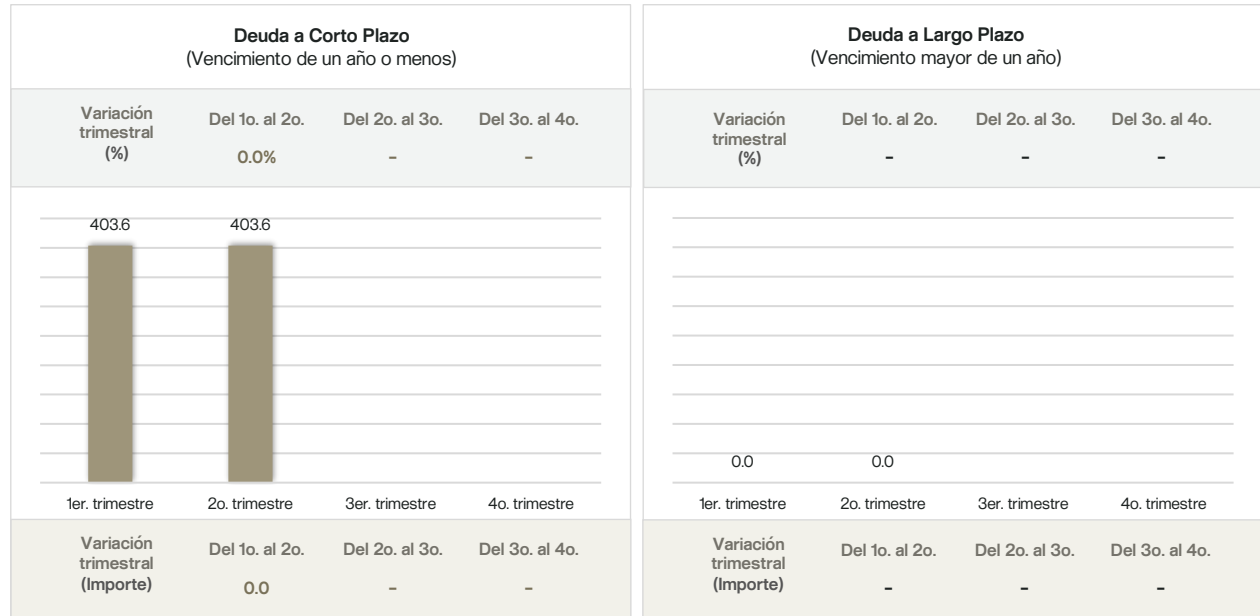 Deuda a Corto Plazo
(Vencimiento de un año o menos)
Variación
trimestral
(%)
Del 1o. al 2o.
Del 2o. al 3o.
Del 3o. al 4o.
0.0%
–
–
403.6
403.6
1er. trimestre
2o. trimestre
3er. trimestre
4o. trimestre
Variación
trimestral
(Importe)
Del 1o. al 2o.
Del 2o. al 3o.
Del 3o. al 4o.
0.0
–
–
Deuda a Largo Plazo
(Vencimiento mayor de un año)
Variación
trimestral
(%)
Del 1o. al 2o.
Del 2o. al 3o.
Del 3o. al 4o.
–
–
–
0.0
0.0
1er. trimestre
2o. trimestre
3er. trimestre
4o. trimestre
Variación
trimestral
(Importe)
Del 1o. al 2o.
Del 2o. al 3o.
Del 3o. al 4o.
–
–
–